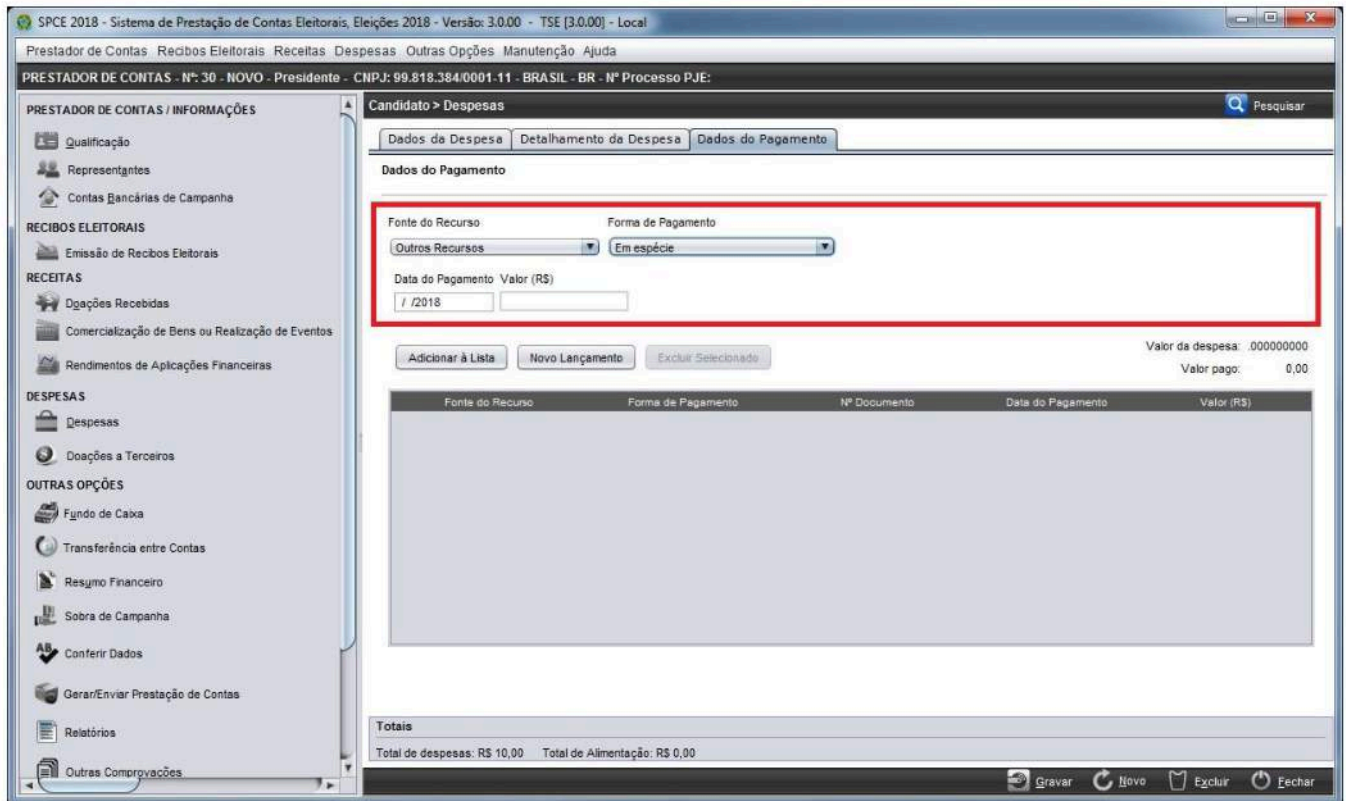 SPCE 2018 - Sistema de Prestação de Contas Eleitorais, Eleições 2018 - Versão: 3.0.00 - TSE [3.0.00] - Local
Prestador de Contas Recibos Eleitorais Receitas Despesas Outras Opções Manutenção Ajuda
PRESTADOR DE CONTAS - Nº: 30 - NOVO - Presidente - CNPJ: 99.818.384/0001-11 - BRASIL - BR - Nº Processo PJE:
PRESTADOR DE CONTAS / INFORMAÇÕES
Qualificação
Representantes
Contas Bancárias de Campanha
RECIBOS ELEITORAIS
Emissão de Recibos Eleitorais
RECEITAS
Doações Recebidas
Comercialização de Bens ou Realização de Eventos
Rendimentos de Aplicações Financeiras
DESPESAS
Despesas
Doações a Terceiros
OUTRAS OPÇÕES
Fundo de Caixa
Transferência entre Contas
Resumo Financeiro
Sobra de Campanha
Conferir Dados
Gerar/Enviar Prestação de Contas
Relatórios
Outras Comprovações
Candidato > Despesas Pesquisar
Dados da Despesa Detalhamento da Despesa Dados do Pagamento
Dados do Pagamento
Fonte do Recurso Forma de Pagamento
Outros Recursos Em espécie
Data do Pagamento Valor (R$)
/ /2018
Adicionar à Lista Novo Lançamento Excluir Selecionado
Valor da despesa: .000000000
Valor pago: 0,00
Fonte do Recurso Forma de Pagamento Nº Documento Data do Pagamento Valor (R$)
Totais
Total de despesas: R$ 10,00 Total de Alimentação: R$ 0,00
Gravar Novo Excluir Fechar